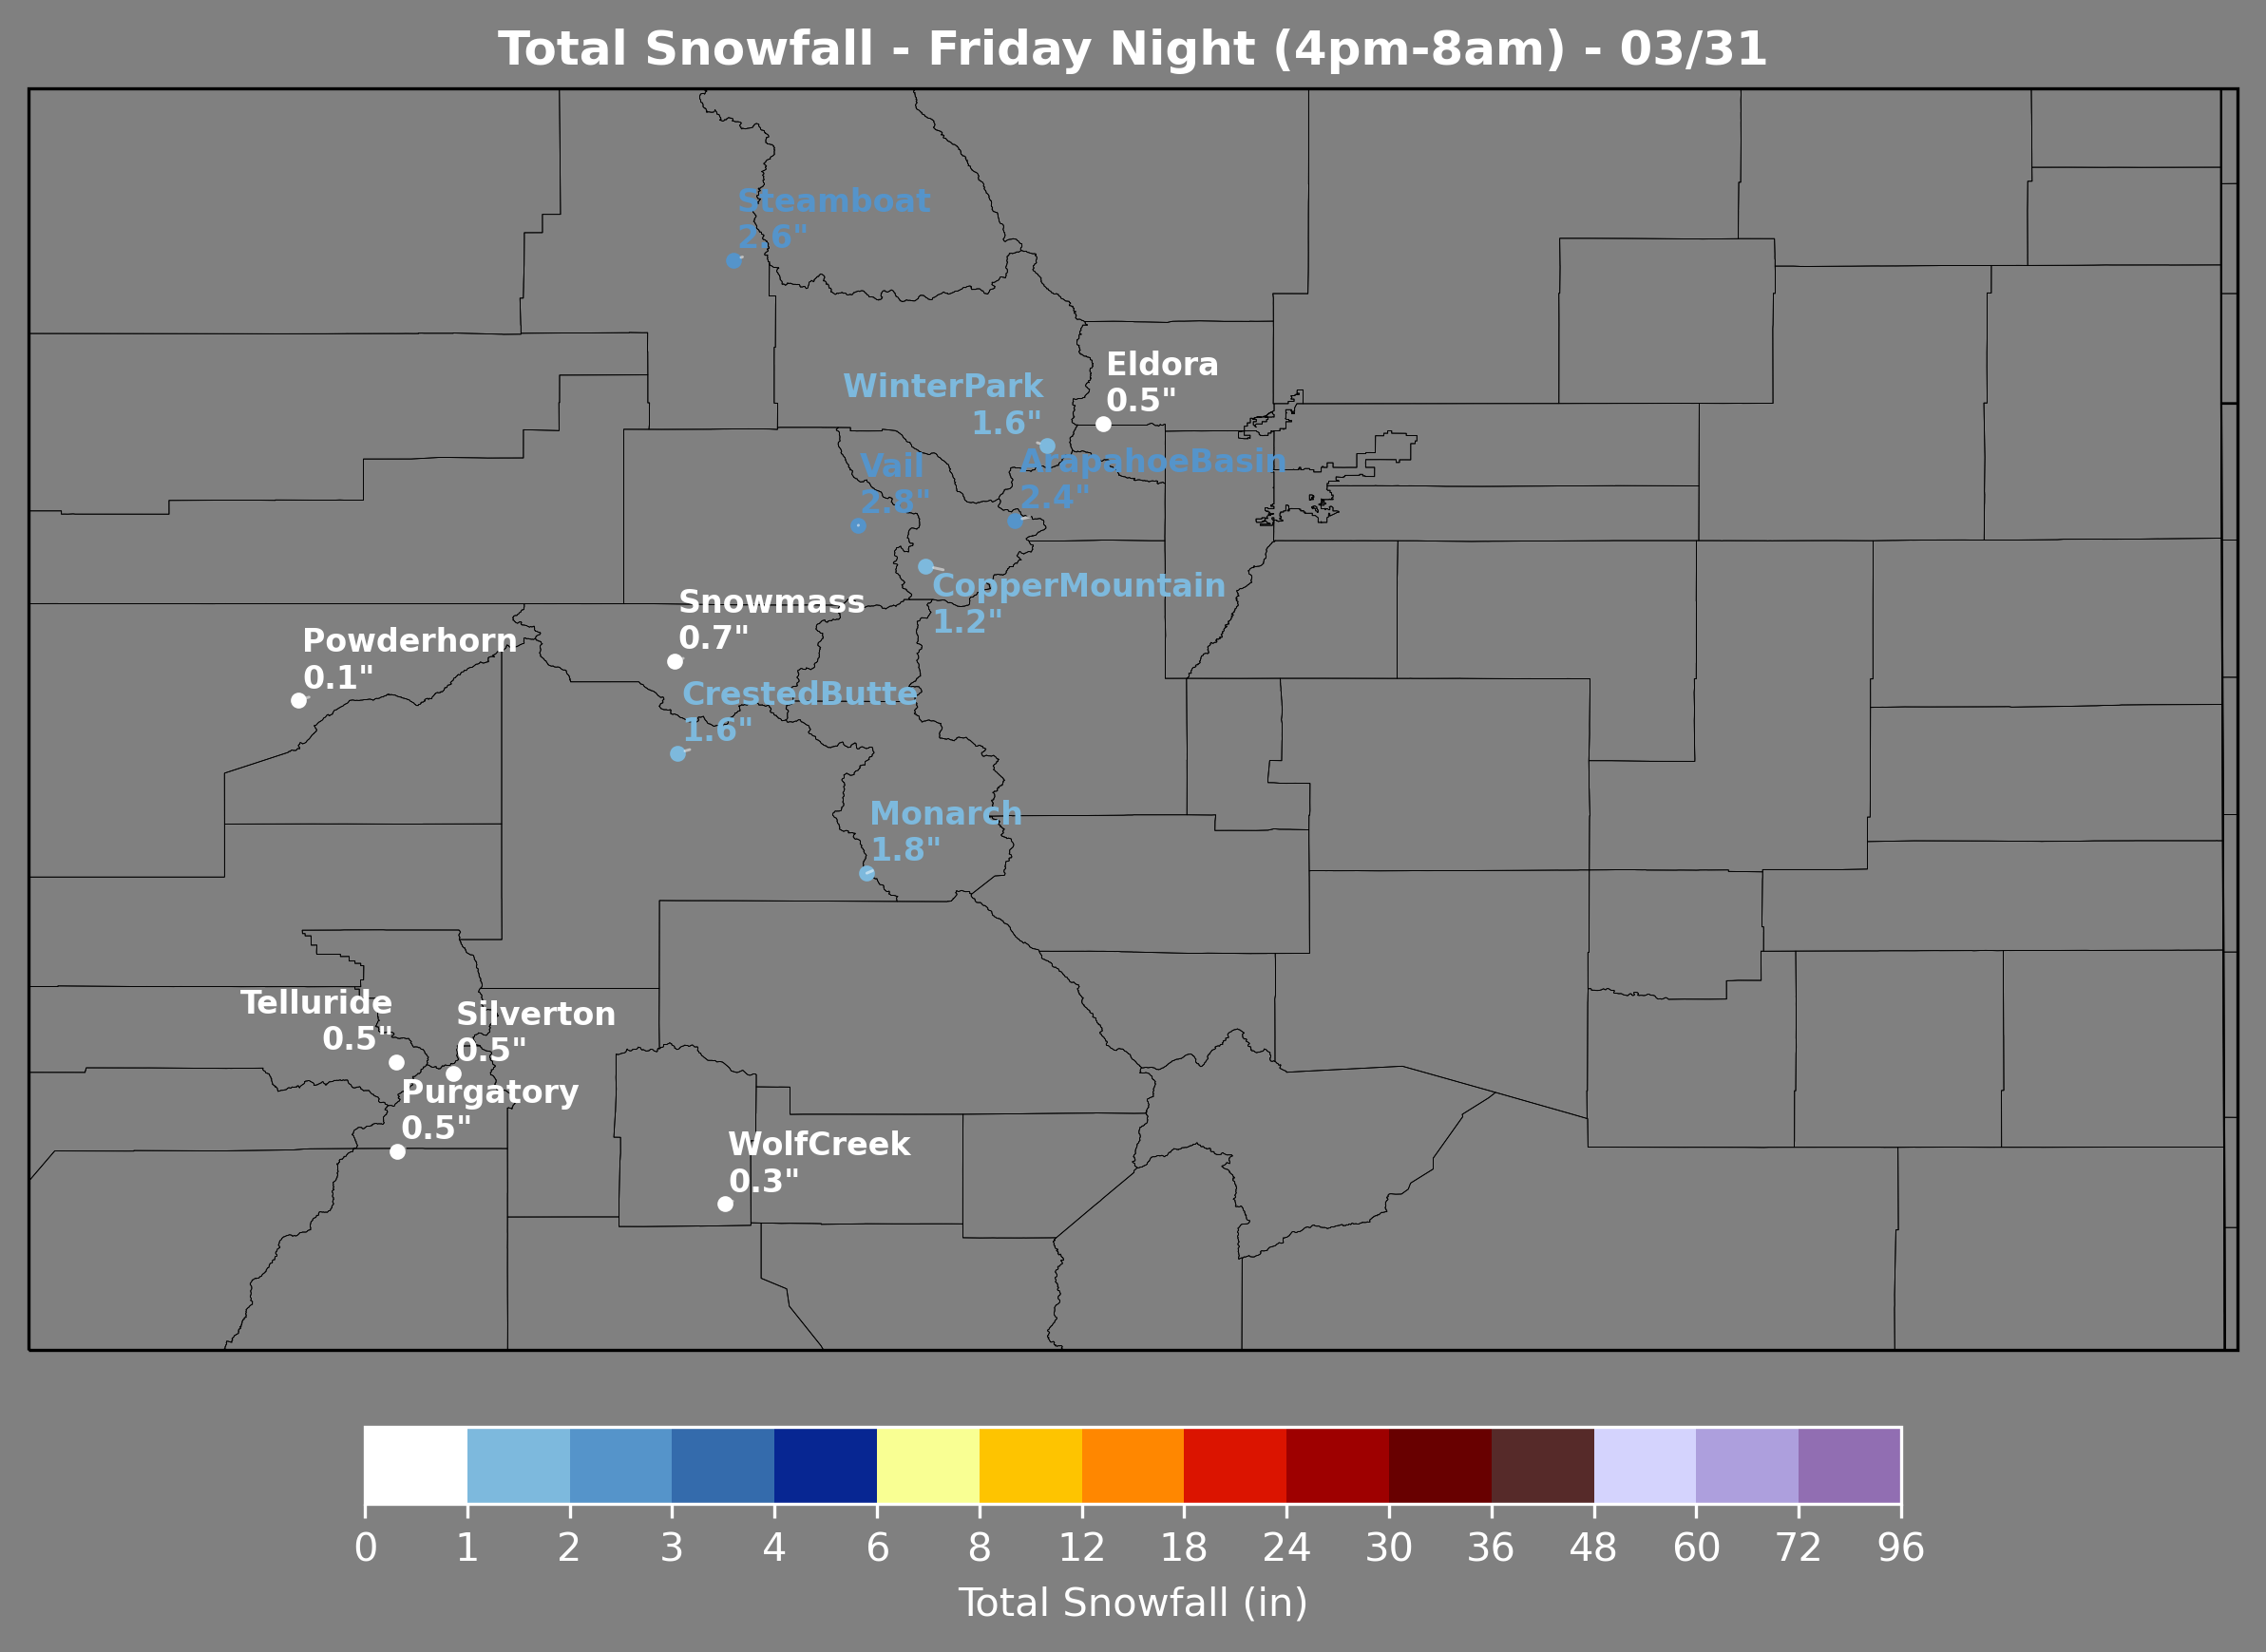 Total Snowfall - Friday Night (4pm-8am) - 03/31
Steamboat
2.6"
Eldora
0.5"
WinterPark
1.6"
Vail
2.8"
ArapahoeBasin
2.4"
CopperMountain
1.2"
Snowmass
0.7"
Powderhorn
0.1"
CrestedButte
1.6"
Monarch
1.8"
Telluride
0.5"
Silverton
0.5"
Purgatory
0.5"
WolfCreek
0.3"
0 1 2 3 4 6 8 12 18 24 30 36 48 60 72 96
Total Snowfall (in)